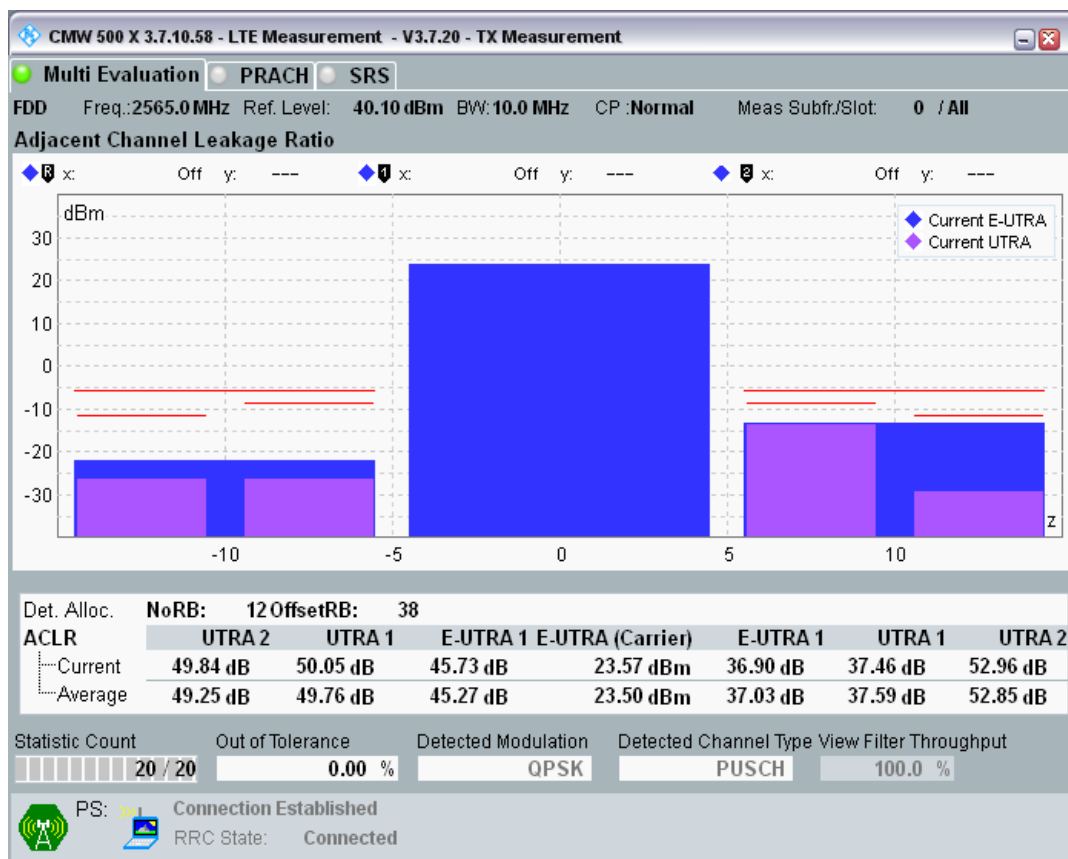 CMW 500 X 3.7.10.58 - LTE Measurement - V3.7.20 - TX Measurement
Multi Evaluation PRACH SRS
FDD Freq.:2565.0 MHz Ref. Level: 40.10 dBm BW: 10.0 MHz CP :Normal Meas Subfr./Slot: 0 / All
Adjacent Channel Leakage Ratio
R x: Off y: --- 1 x: Off y: --- 2 x: Off y: ---
dBm
Current E-UTRA
Current UTRA
30
20
10
0
-10
-20
-30
z
-10 -5 0 5 10
Det. Alloc. NoRB: 12 OffsetRB: 38
ACLR UTRA 2 UTRA 1 E-UTRA 1 E-UTRA (Carrier) E-UTRA 1 UTRA 1 UTRA 2
Current 49.84 dB 50.05 dB 45.73 dB 23.57 dBm 36.90 dB 37.46 dB 52.96 dB
Average 49.25 dB 49.76 dB 45.27 dB 23.50 dBm 37.03 dB 37.59 dB 52.85 dB
Statistic Count Out of Tolerance Detected Modulation Detected Channel Type View Filter Throughput
20 / 20 0.00 % QPSK PUSCH 100.0 %
PS: Connection Established
RRC State: Connected